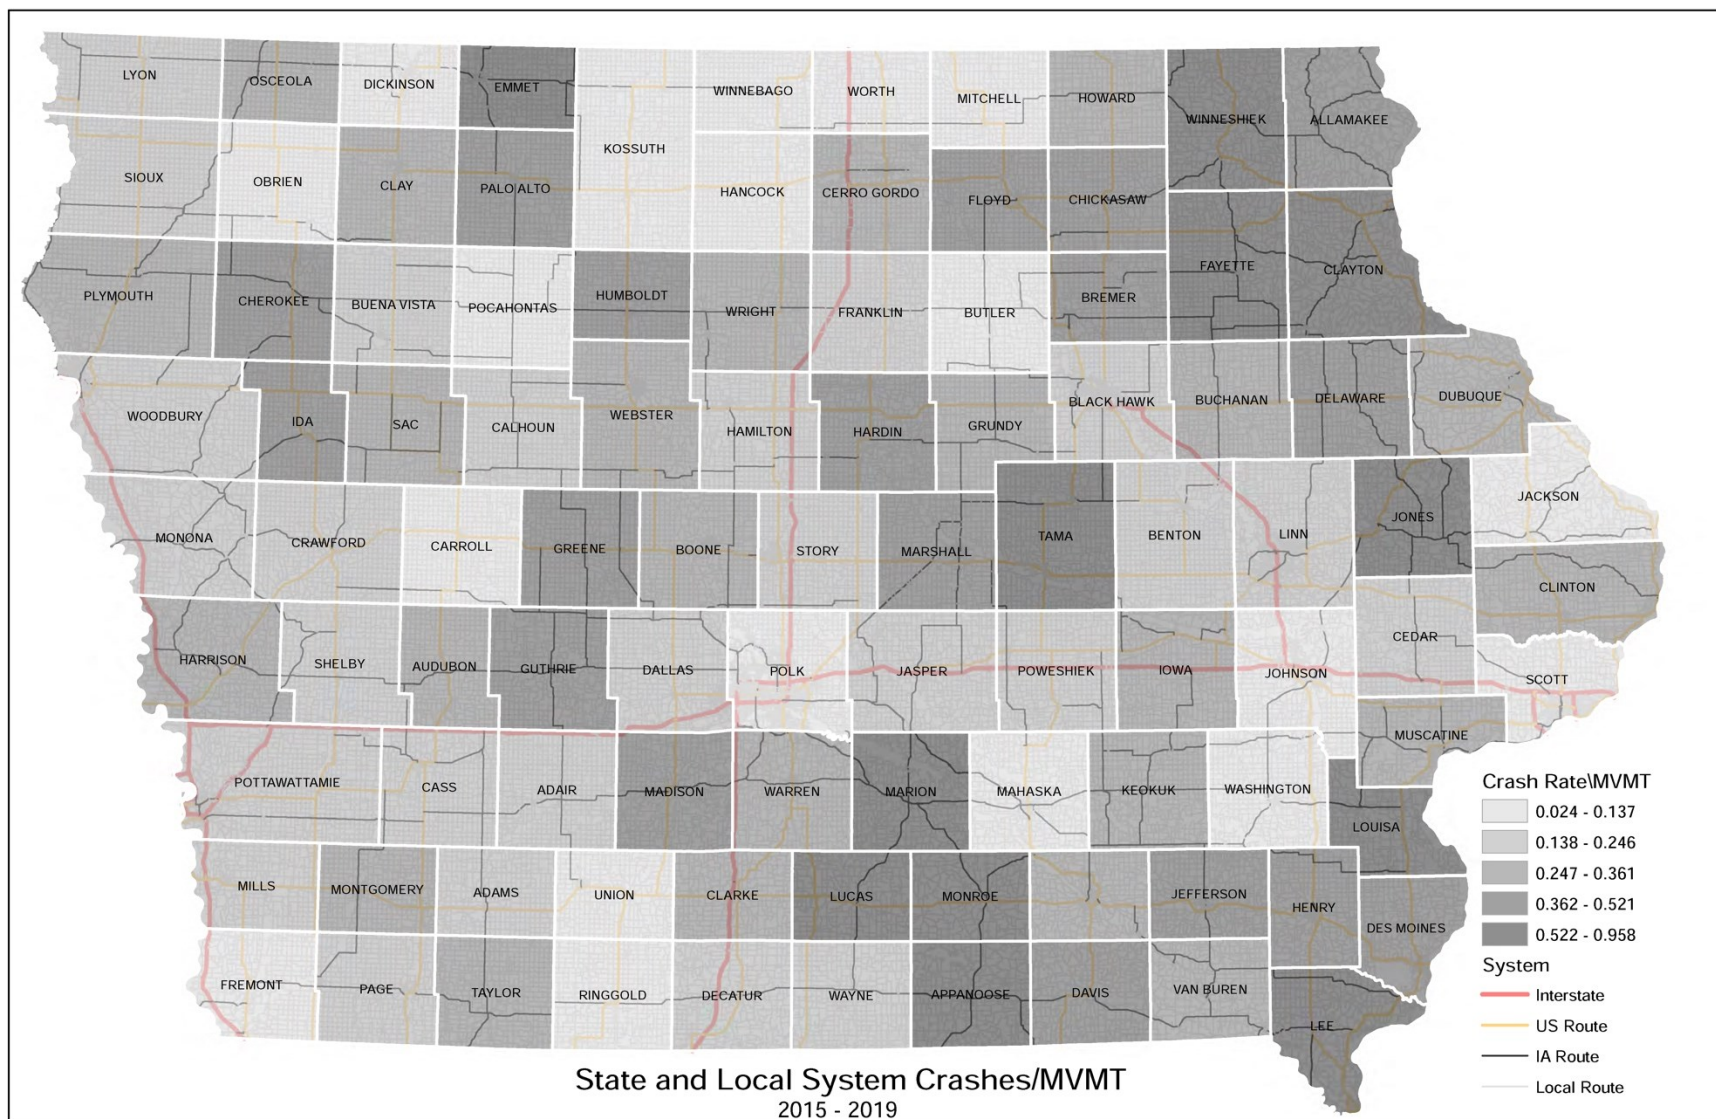 LYON
OSCEOLA
DICKINSON
EMMET
WINNEBAGO
WORTH
MITCHELL
HOWARD
WINNESHIEK
ALLAMAKEE
KOSSUTH
SIOUX
OBRIEN
CLAY
PALO ALTO
HANCOCK
CERRO GORDO
FLOYD
CHICKASAW
PLYMOUTH
CHEROKEE
BUENA VISTA
POCAHONTAS
HUMBOLDT
WRIGHT
FRANKLIN
BUTLER
BREMER
FAYETTE
CLAYTON
WOODBURY
IDA
SAC
CALHOUN
WEBSTER
HAMILTON
HARDIN
GRUNDY
BLACK HAWK
BUCHANAN
DELAWARE
DUBUQUE
MONONA
CRAWFORD
CARROLL
GREENE
BOONE
STORY
MARSHALL
TAMA
BENTON
LINN
JONES
JACKSON
CLINTON
HARRISON
SHELBY
AUDUBON
GUTHRIE
DALLAS
POLK
JASPER
POWESHIEK
IOWA
JOHNSON
CEDAR
SCOTT
MUSCATINE
POTTAWATTAMIE
CASS
ADAIR
MADISON
WARREN
MARION
MAHASKA
KEOKUK
WASHINGTON
LOUISA
MILLS
MONTGOMERY
ADAMS
UNION
CLARKE
LUCAS
MONROE
JEFFERSON
HENRY
DES MOINES
FREMONT
PAGE
TAYLOR
RINGGOLD
DECATUR
WAYNE
APPANOOSE
DAVIS
VAN BUREN
LEE
Crash Rate\MVMT
0.024 - 0.137
0.138 - 0.246
0.247 - 0.361
0.362 - 0.521
0.522 - 0.958
System
Interstate
US Route
IA Route
Local Route
State and Local System Crashes/MVMT
2015 - 2019